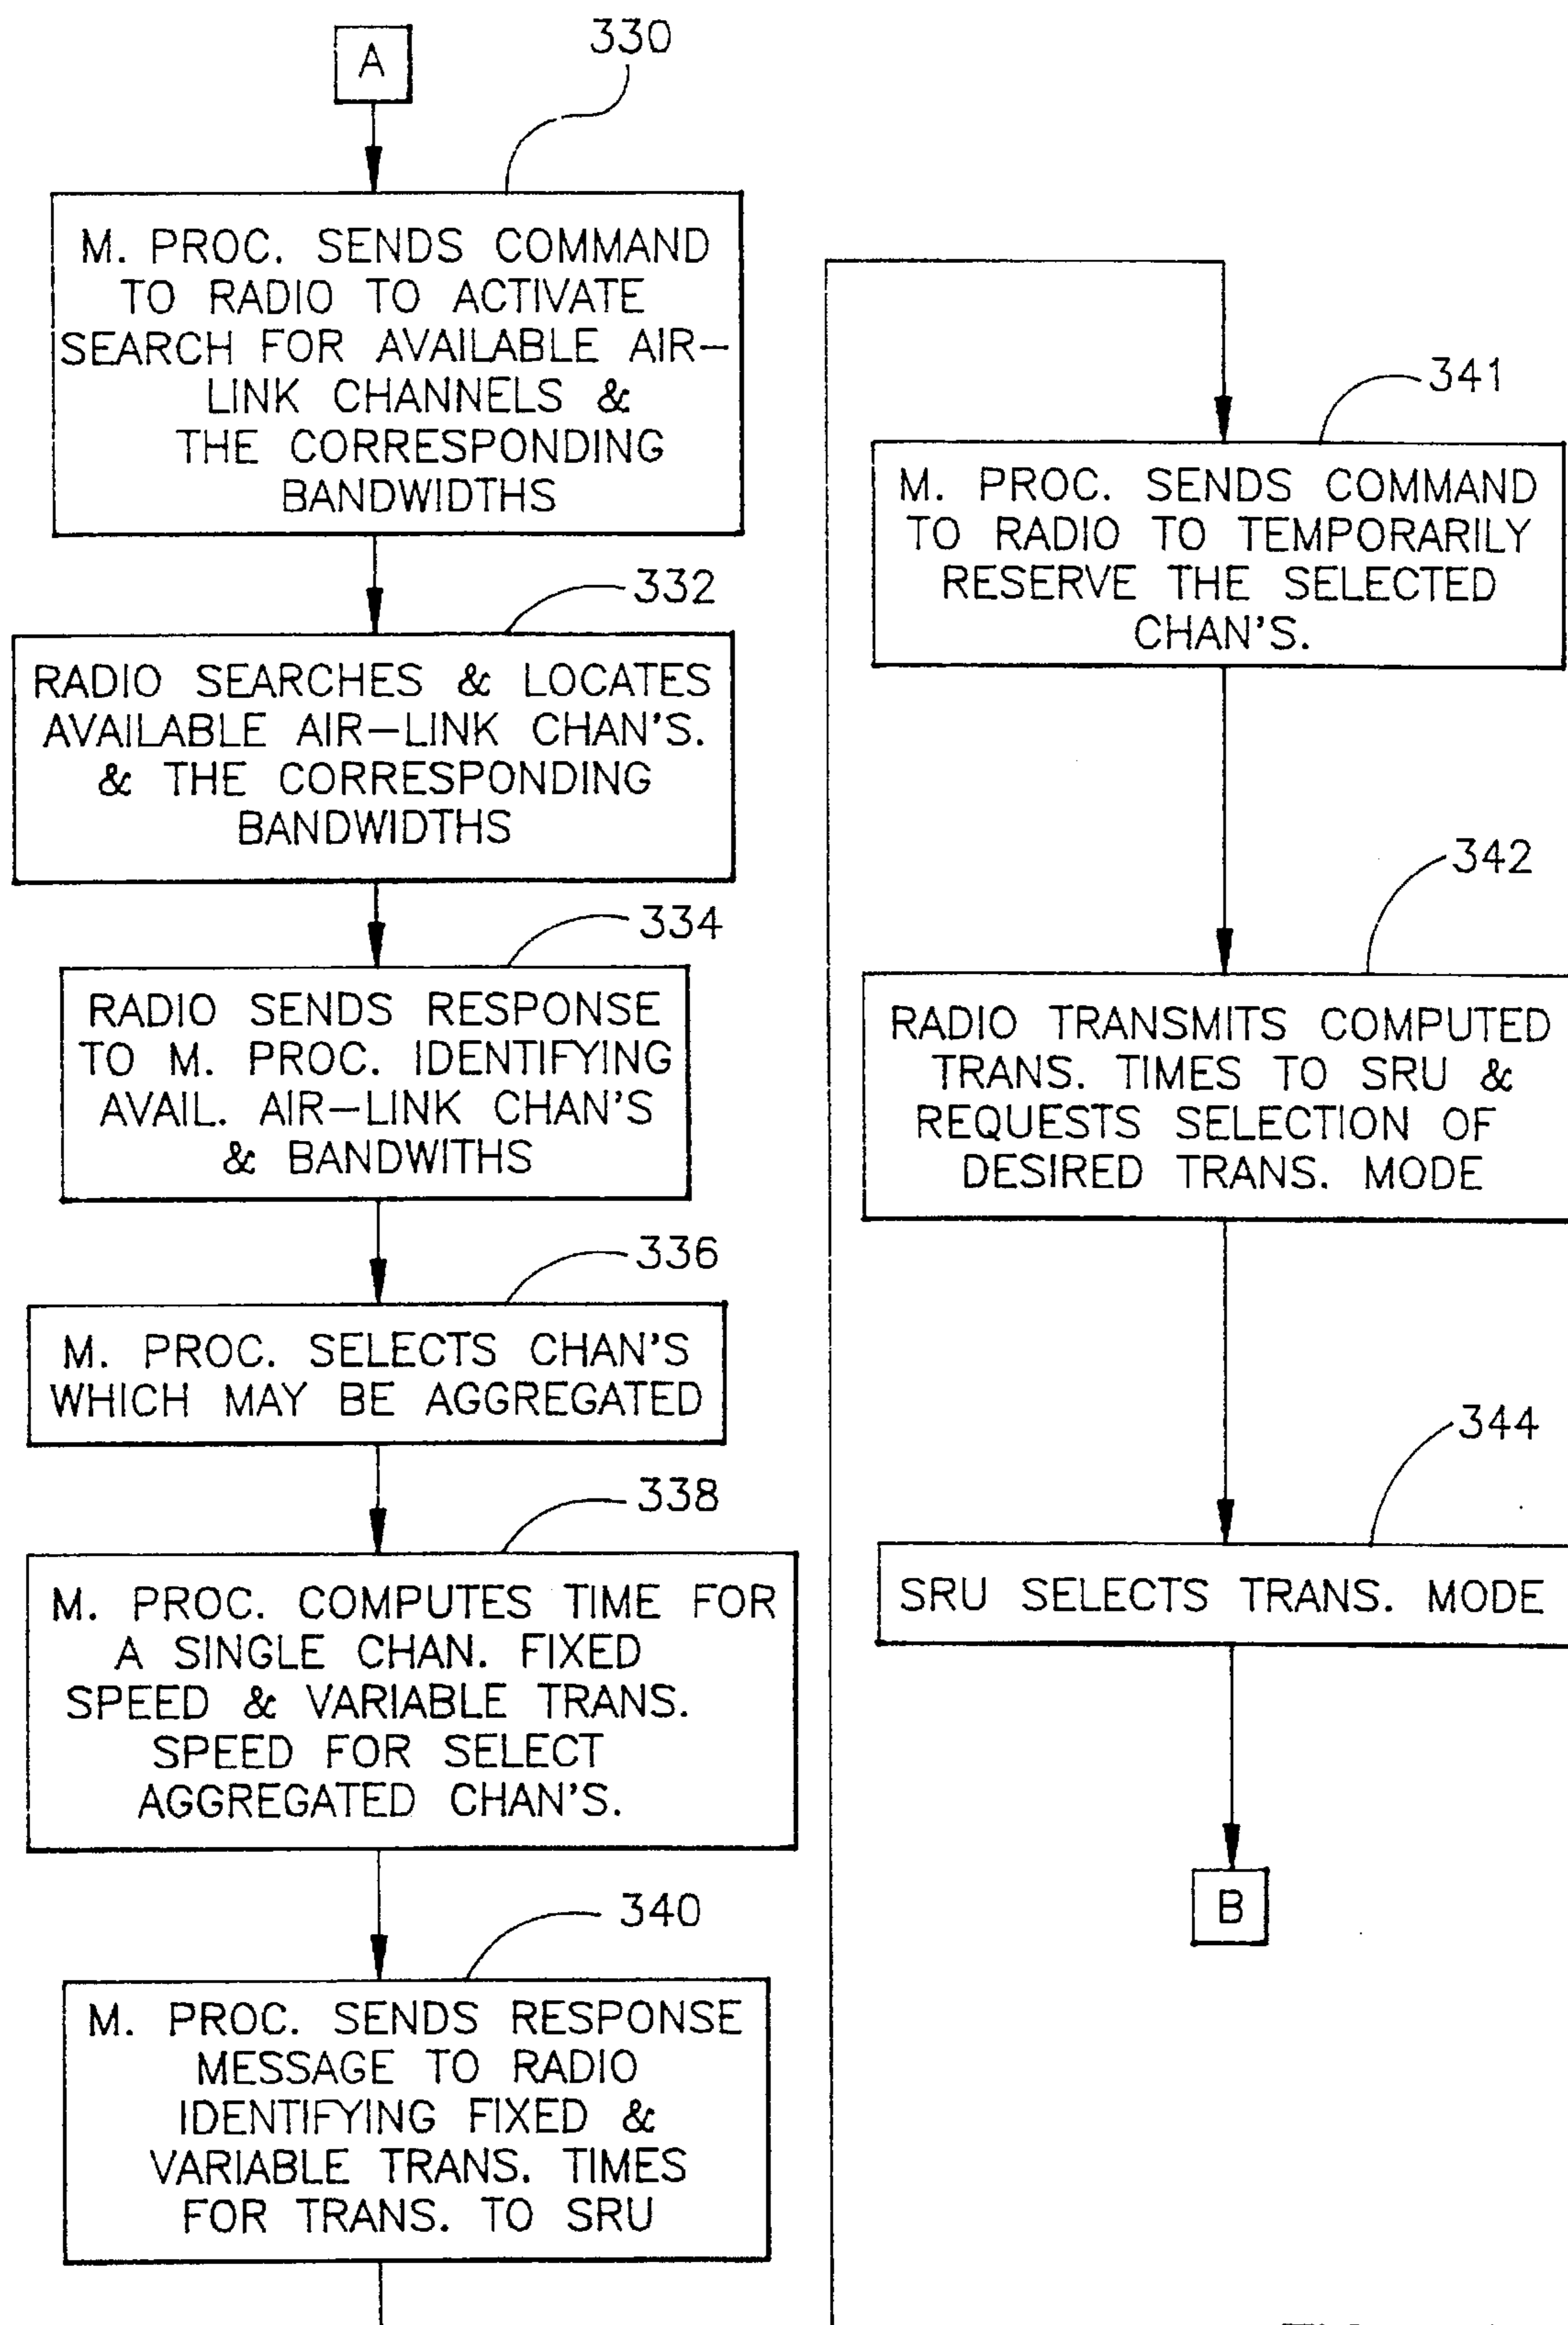 A
330
M. PROC. SENDS COMMAND
TO RADIO TO ACTIVATE
SEARCH FOR AVAILABLE AIR-
LINK CHANNELS &
THE CORRESPONDING
BANDWIDTHS
332
RADIO SEARCHES & LOCATES
AVAILABLE AIR-LINK CHAN'S.
& THE CORRESPONDING
BANDWIDTHS
334
RADIO SENDS RESPONSE
TO M. PROC. IDENTIFYING
AVAIL. AIR-LINK CHAN'S
& BANDWITHS
336
M. PROC. SELECTS CHAN'S
WHICH MAY BE AGGREGATED
338
M. PROC. COMPUTES TIME FOR
A SINGLE CHAN. FIXED
SPEED & VARIABLE TRANS.
SPEED FOR SELECT
AGGREGATED CHAN'S.
340
M. PROC. SENDS RESPONSE
MESSAGE TO RADIO
IDENTIFYING FIXED &
VARIABLE TRANS. TIMES
FOR TRANS. TO SRU
341
M. PROC. SENDS COMMAND
TO RADIO TO TEMPORARILY
RESERVE THE SELECTED
CHAN'S.
342
RADIO TRANSMITS COMPUTED
TRANS. TIMES TO SRU &
REQUESTS SELECTION OF
DESIRED TRANS. MODE
344
SRU SELECTS TRANS. MODE
B